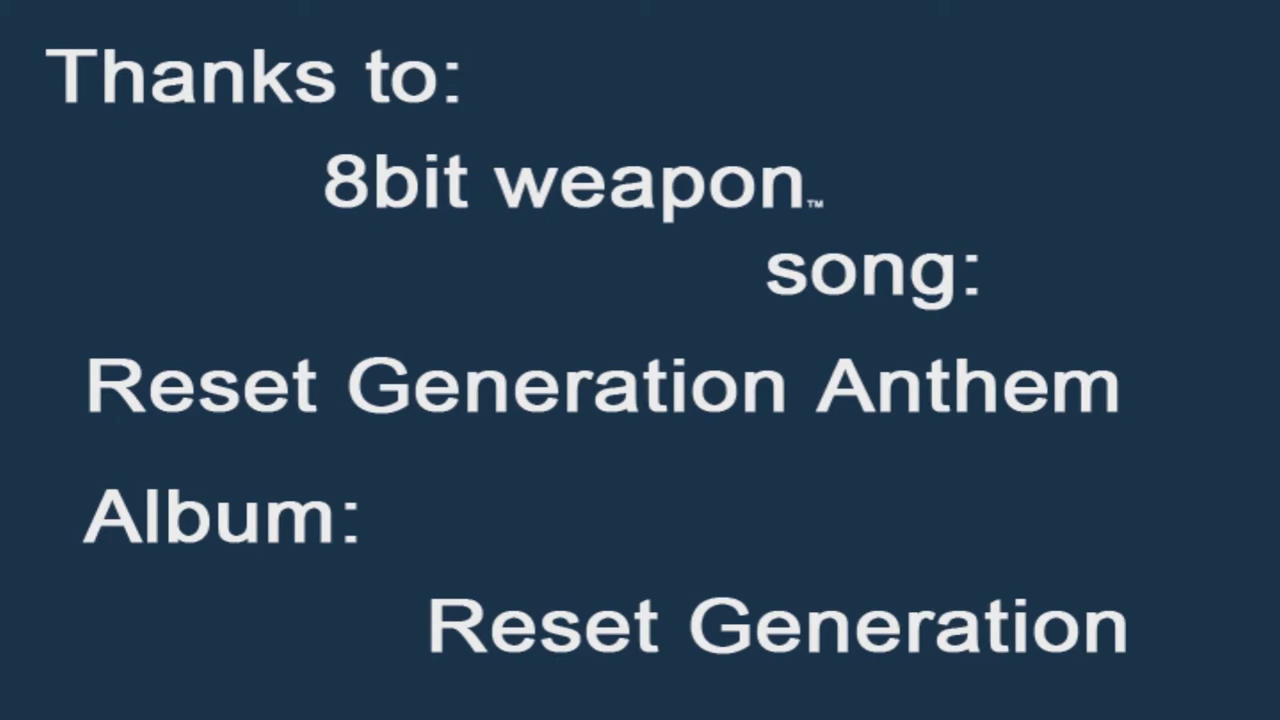 Thanks to:
8bit weapon™
song:
Reset Generation Anthem
Album:
Reset Generation